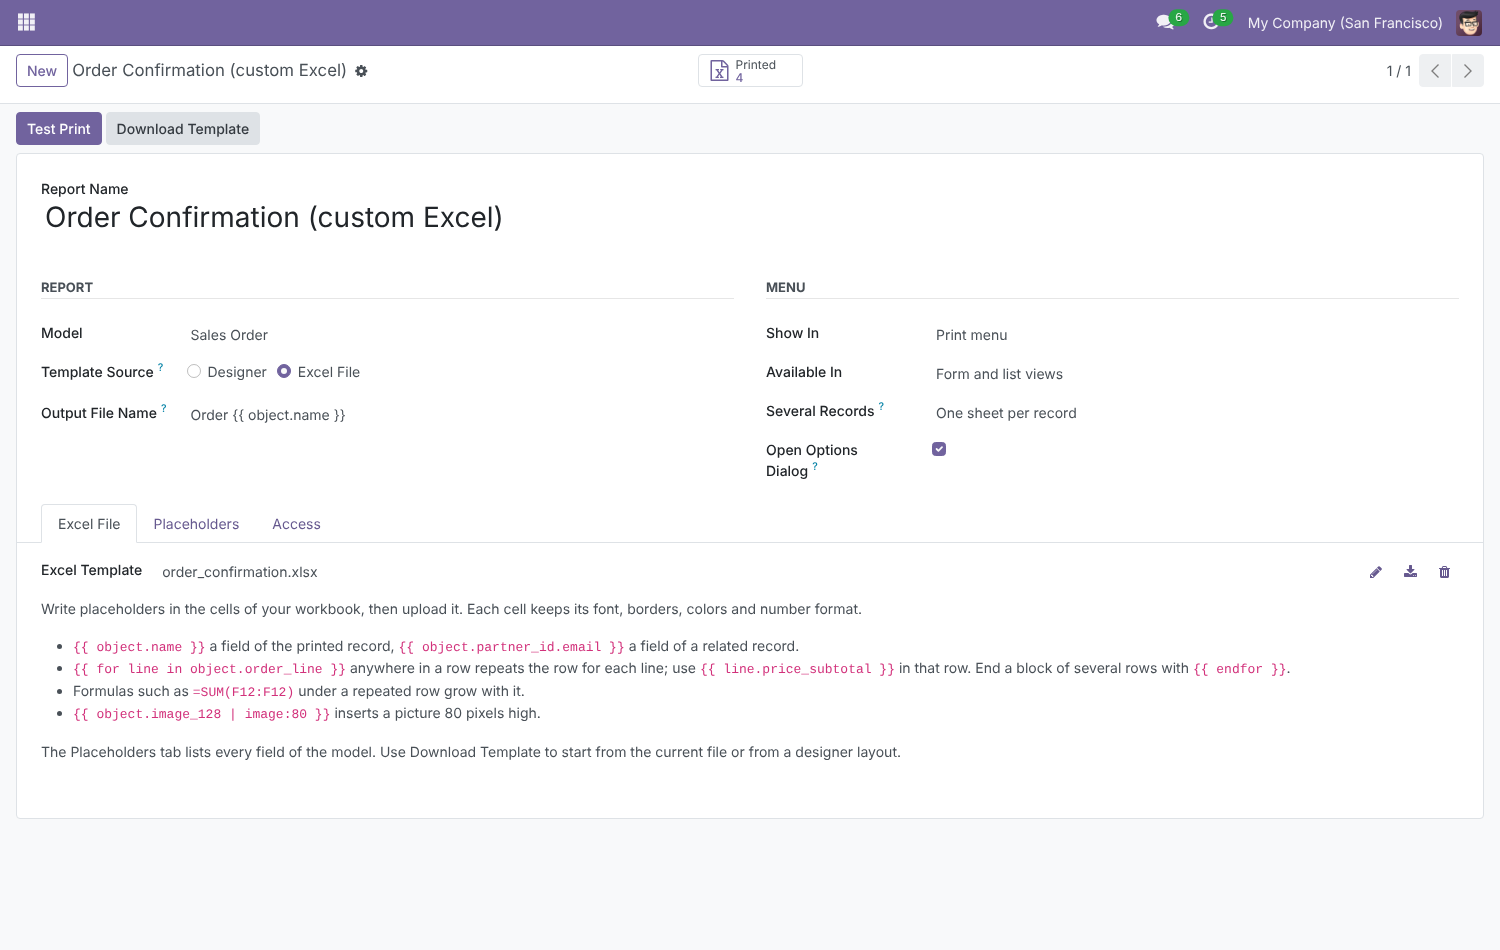 6 5 My Company (San Francisco)
New Order Confirmation (custom Excel) Printed 4 1 / 1
Test Print Download Template
Report Name
Order Confirmation (custom Excel)
REPORT MENU
Model Sales Order Show In Print menu
Template Source ? Designer Excel File Available In Form and list views
Output File Name ? Order {{ object.name }} Several Records ? One sheet per record
Open Options
Dialog ?
Excel File Placeholders Access
Excel Template order_confirmation.xlsx
Write placeholders in the cells of your workbook, then upload it. Each cell keeps its font, borders, colors and number format.
• {{ object.name }} a field of the printed record, {{ object.partner_id.email }} a field of a related record.
• {{ for line in object.order_line }} anywhere in a row repeats the row for each line; use {{ line.price_subtotal }} in that row. End a block of several rows with {{ endfor }}.
• Formulas such as =SUM(F12:F12) under a repeated row grow with it.
• {{ object.image_128 | image:80 }} inserts a picture 80 pixels high.
The Placeholders tab lists every field of the model. Use Download Template to start from the current file or from a designer layout.